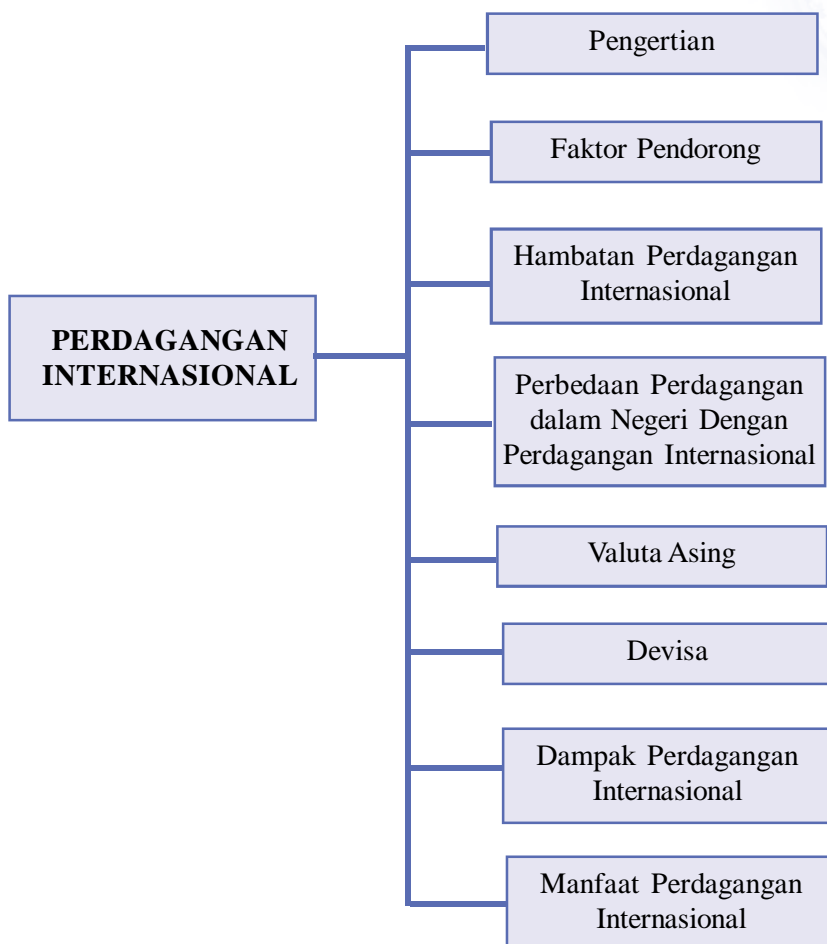 PERDAGANGAN
INTERNASIONAL
Pengertian
Faktor Pendorong
Hambatan Perdagangan
Internasional
Perbedaan Perdagangan
dalam Negeri Dengan
Perdagangan Internasional
Valuta Asing
Devisa
Dampak Perdagangan
Internasional
Manfaat Perdagangan
Internasional